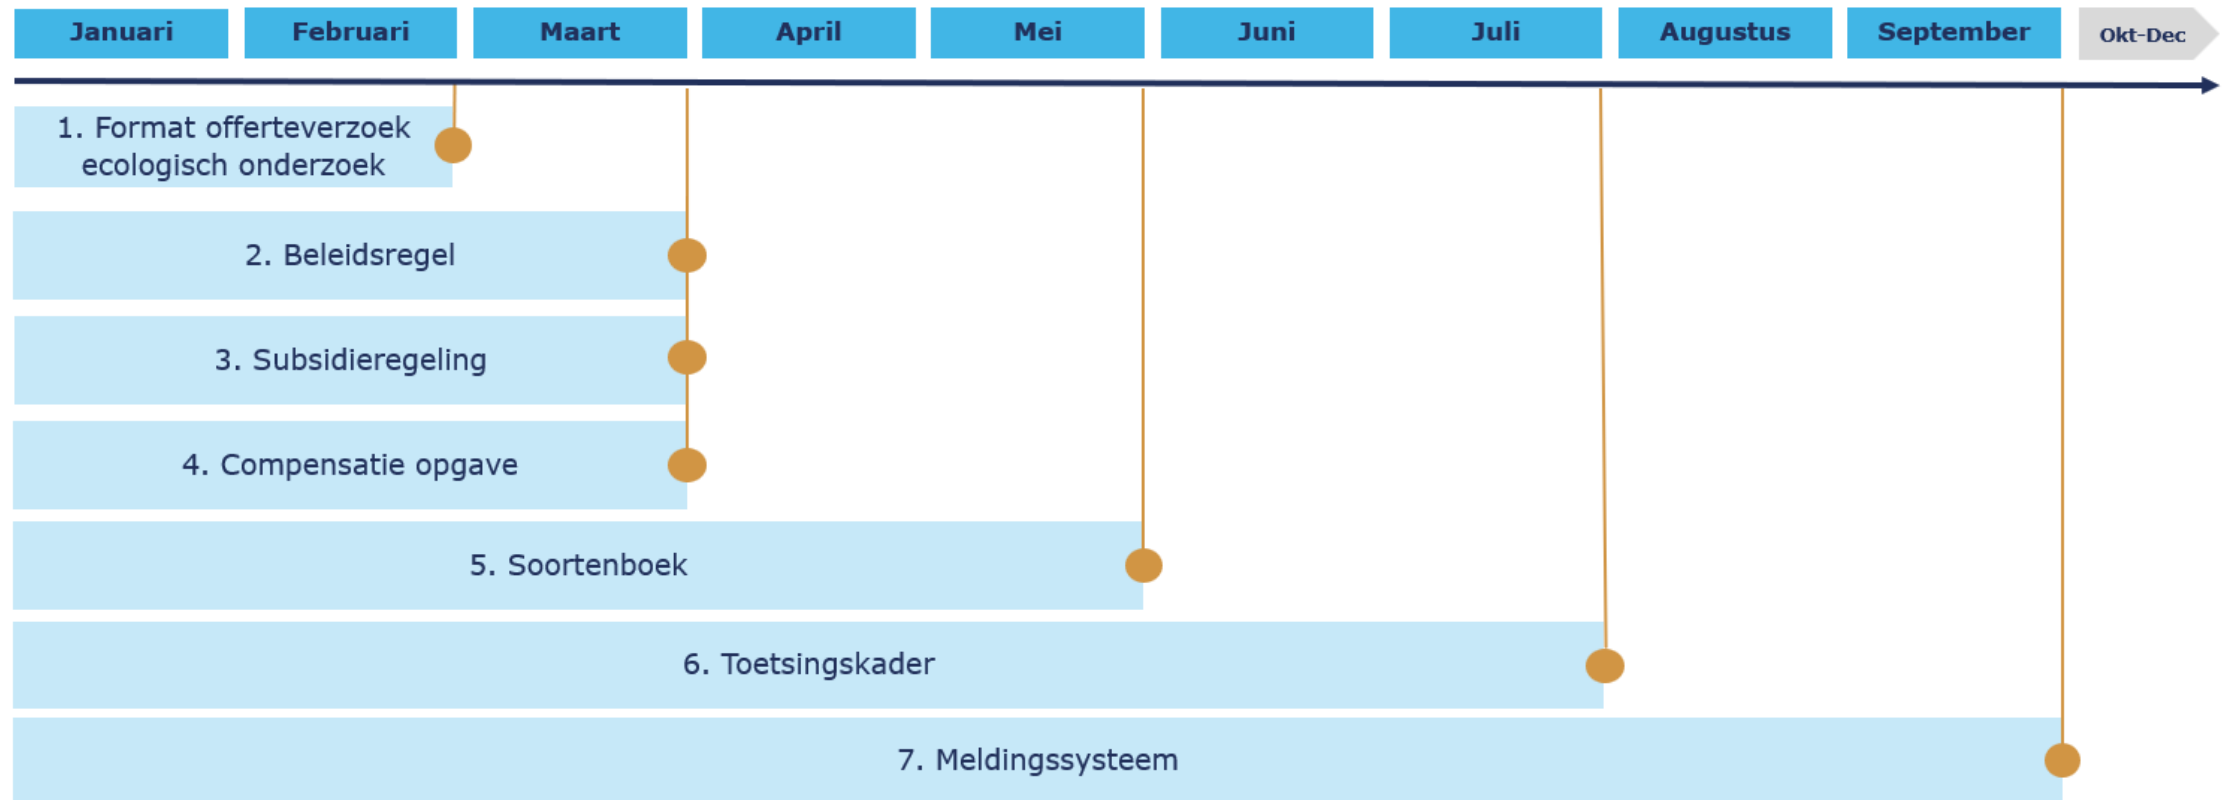 Januari
Februari
Maart
April
Mei
Juni
Juli
Augustus
September
Okt-Dec
1. Format offerteverzoek
ecologisch onderzoek
2. Beleidsregel
3. Subsidieregeling
4. Compensatie opgave
5. Soortenboek
6. Toetsingskader
7. Meldingssysteem